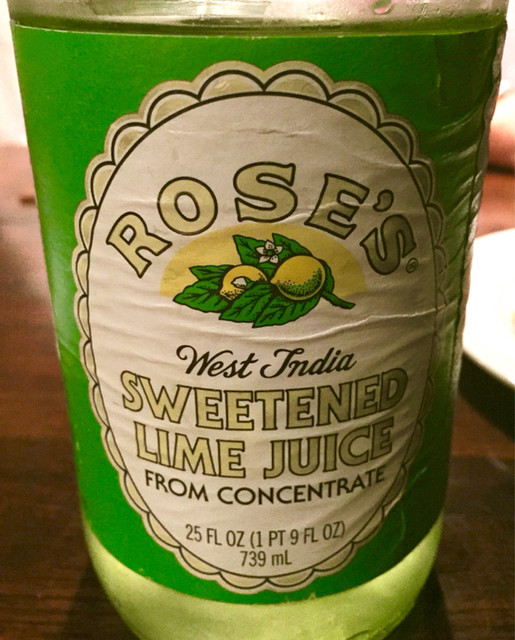 ROSE'S®
West India
SWEETENED
LIME JUICE
FROM CONCENTRATE
25 FL OZ (1 PT 9 FL OZ)
739 mL